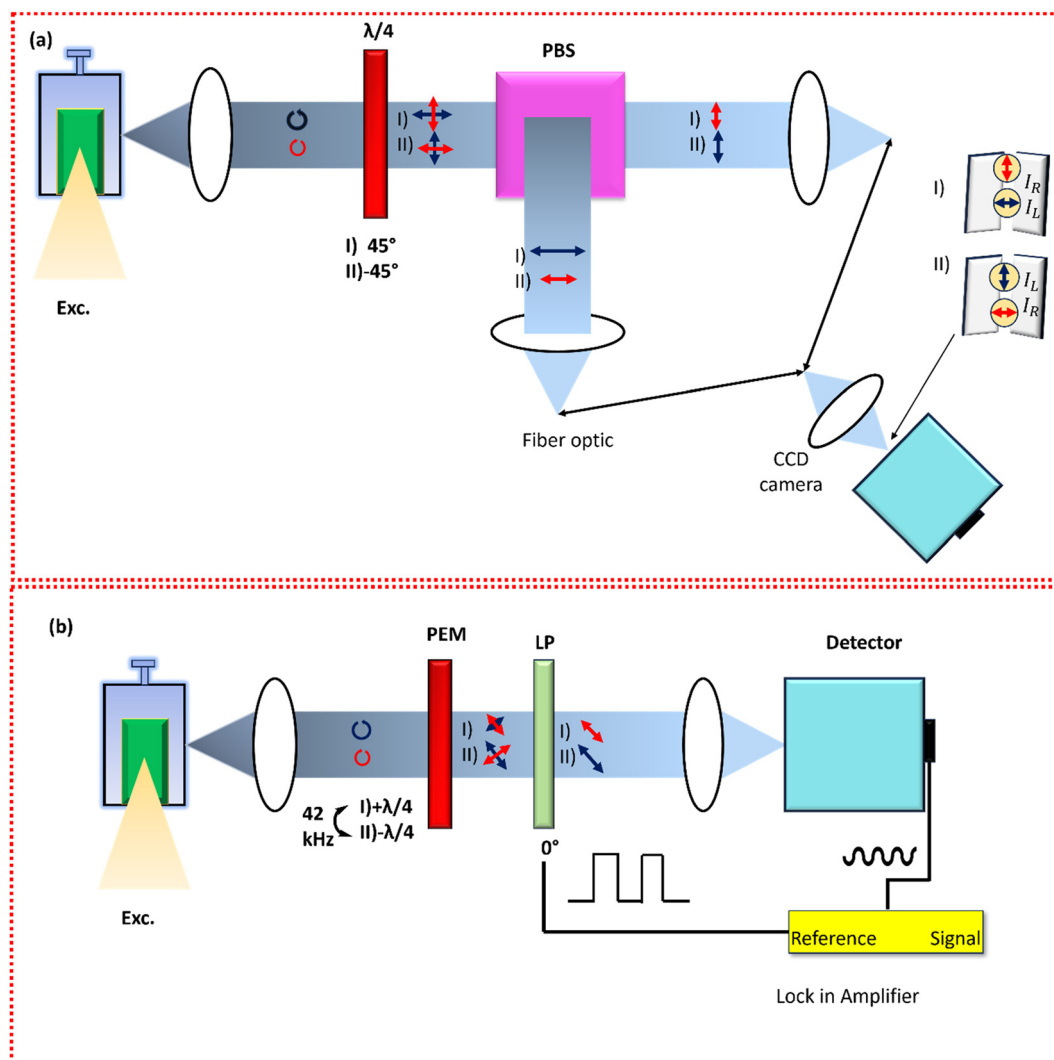 (a)
λ/4
PBS
I)
II)
I)
II)
I) 45°
II)-45°
Exc.
I)
II)
Fiber optic
CCD
camera
I)
I_R
I_L
II)
I_L
I_R
(b)
PEM
LP
Detector
I)
II)
I)
II)
42
kHz
I)+λ/4
II)-λ/4
0°
Exc.
Reference Signal
Lock in Amplifier